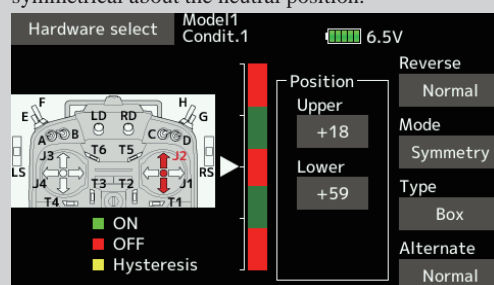 symmetrical about the neutral position.
Hardware select
Model1
Condit.1
6.5V
F
E
A
B
LD
RD
H
G
C
D
J3
T6
T5
J2
LS
RS
J4
T3
T2
J1
T4
T1
ON
OFF
Hysteresis
Position
Upper
+18
Lower
+59
Reverse
Normal
Mode
Symmetry
Type
Box
Alternate
Normal